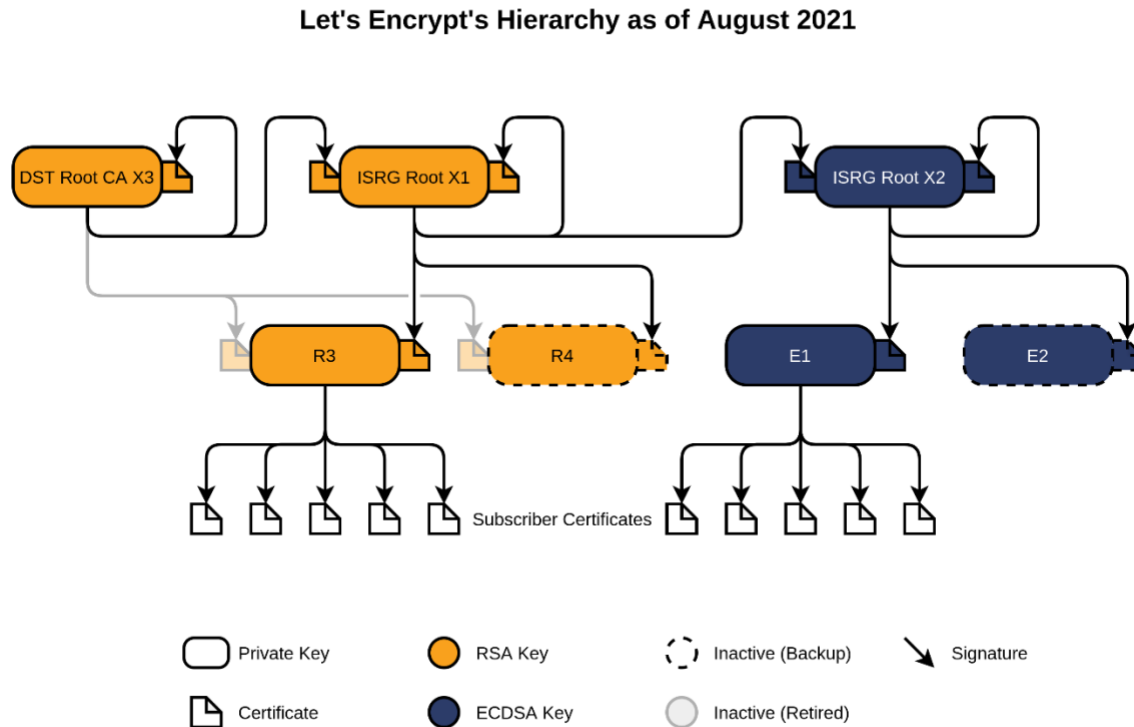 Let's Encrypt's Hierarchy as of August 2021
DST Root CA X3
ISRG Root X1
ISRG Root X2
R3
R4
E1
E2
Subscriber Certificates
Private Key
RSA Key
Inactive (Backup)
Signature
Certificate
ECDSA Key
Inactive (Retired)